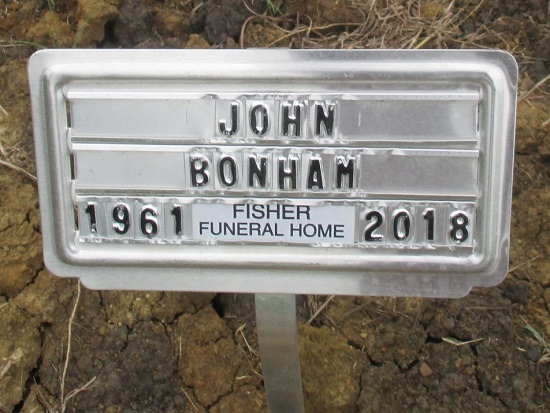 JOHN
BONHAM
1961 FISHER FUNERAL HOME 2018